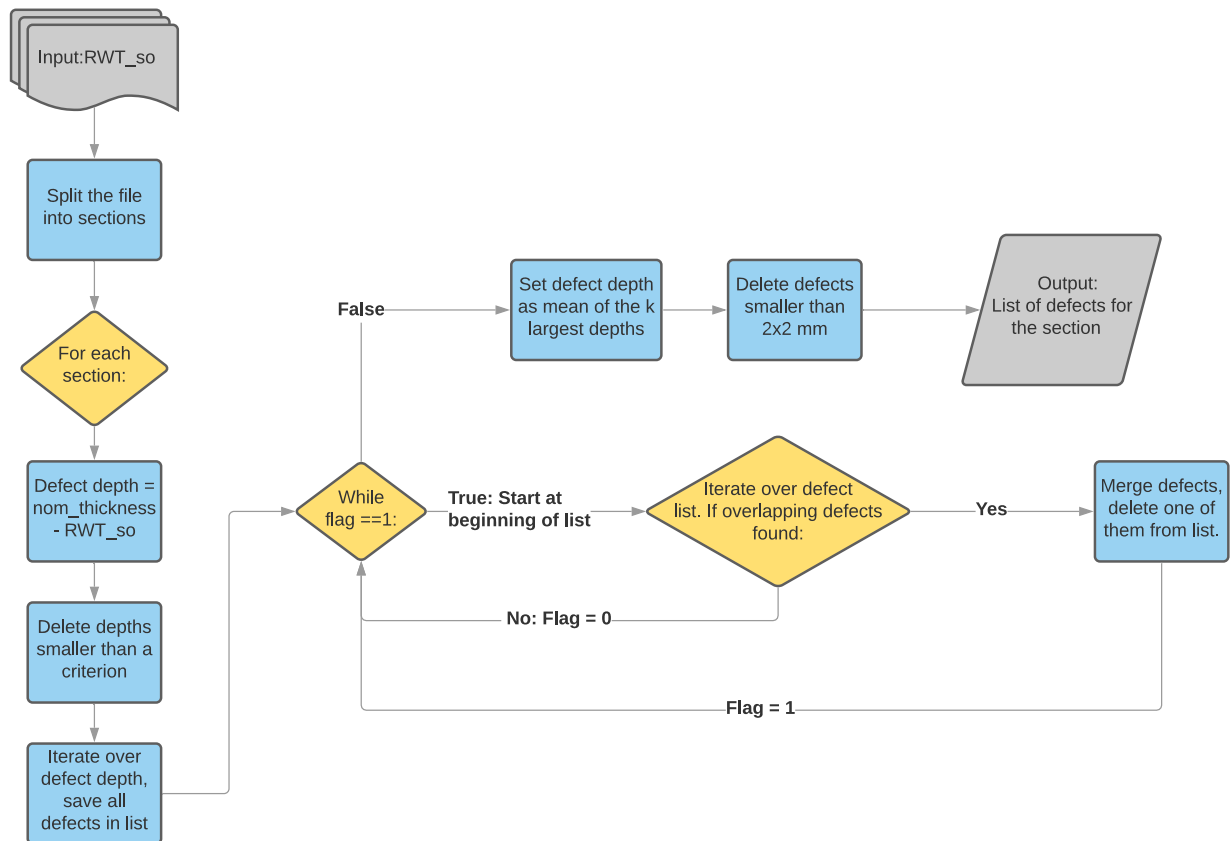 Input:RWT_so
Split the file
into sections
For each
section:
Defect depth =
nom_thickness
- RWT_so
Delete depths
smaller than a
criterion
Iterate over
defect depth,
save all
defects in list
While
flag ==1:
False
Set defect depth
as mean of the k
largest depths
Delete defects
smaller than
2x2 mm
Output:
List of defects for
the section
True: Start at
beginning of list
Iterate over defect
list. If overlapping defects
found:
Yes
Merge defects,
delete one of
them from list.
No: Flag = 0
Flag = 1